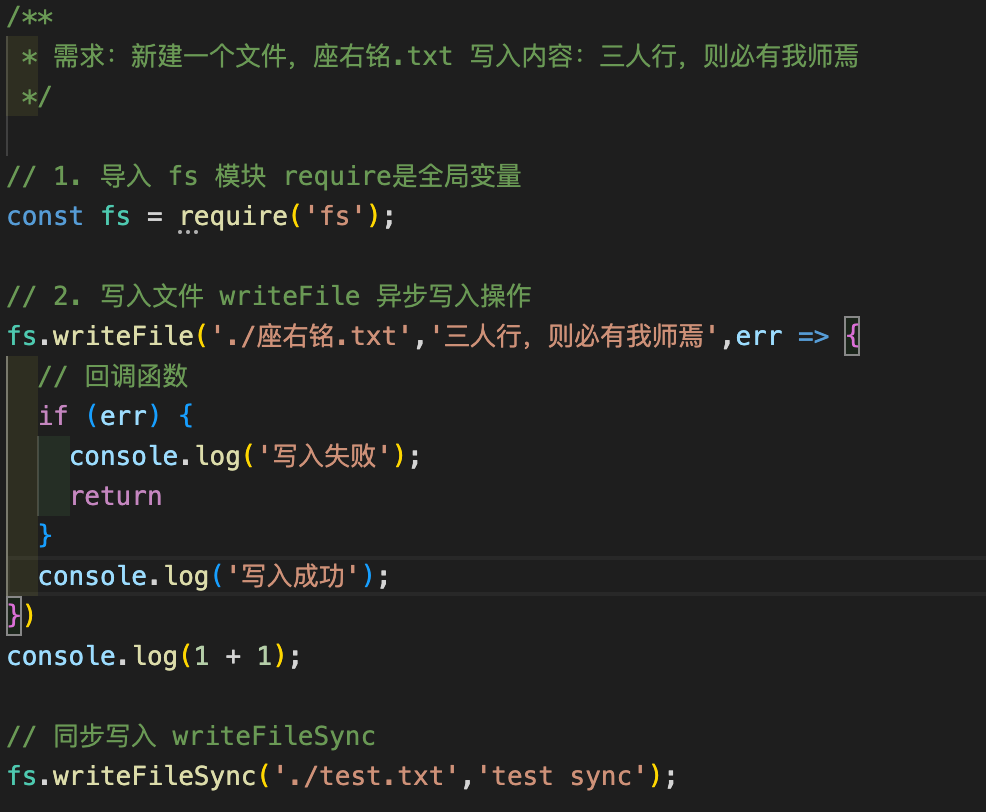 /**
 * 需求：新建一个文件，座右铭.txt 写入内容：三人行，则必有我师焉
 */
// 1. 导入 fs 模块 require是全局变量
const fs = require('fs');
// 2. 写入文件 writeFile 异步写入操作
fs.writeFile('./座右铭.txt','三人行，则必有我师焉',err => {
  // 回调函数
  if (err) {
    console.log('写入失败');
    return
  }
  console.log('写入成功');
})
console.log(1 + 1);
// 同步写入 writeFileSync
fs.writeFileSync('./test.txt','test sync');